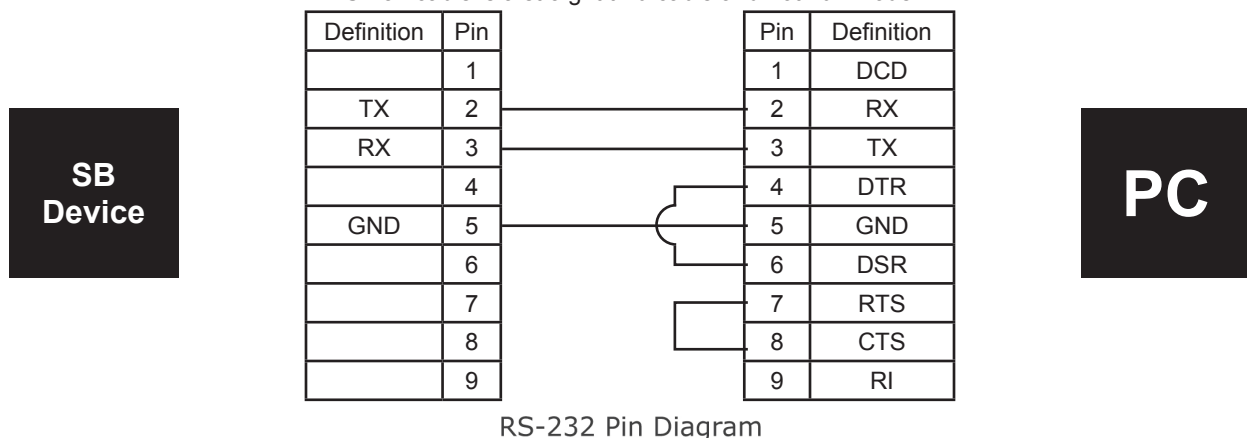 Definition Pin Pin Definition
1 1 DCD
TX 2 2 RX
RX 3 3 TX
4 4 DTR
GND 5 5 GND
6 6 DSR
7 7 RTS
8 8 CTS
9 9 RI
SB
Device
PC
RS-232 Pin Diagram